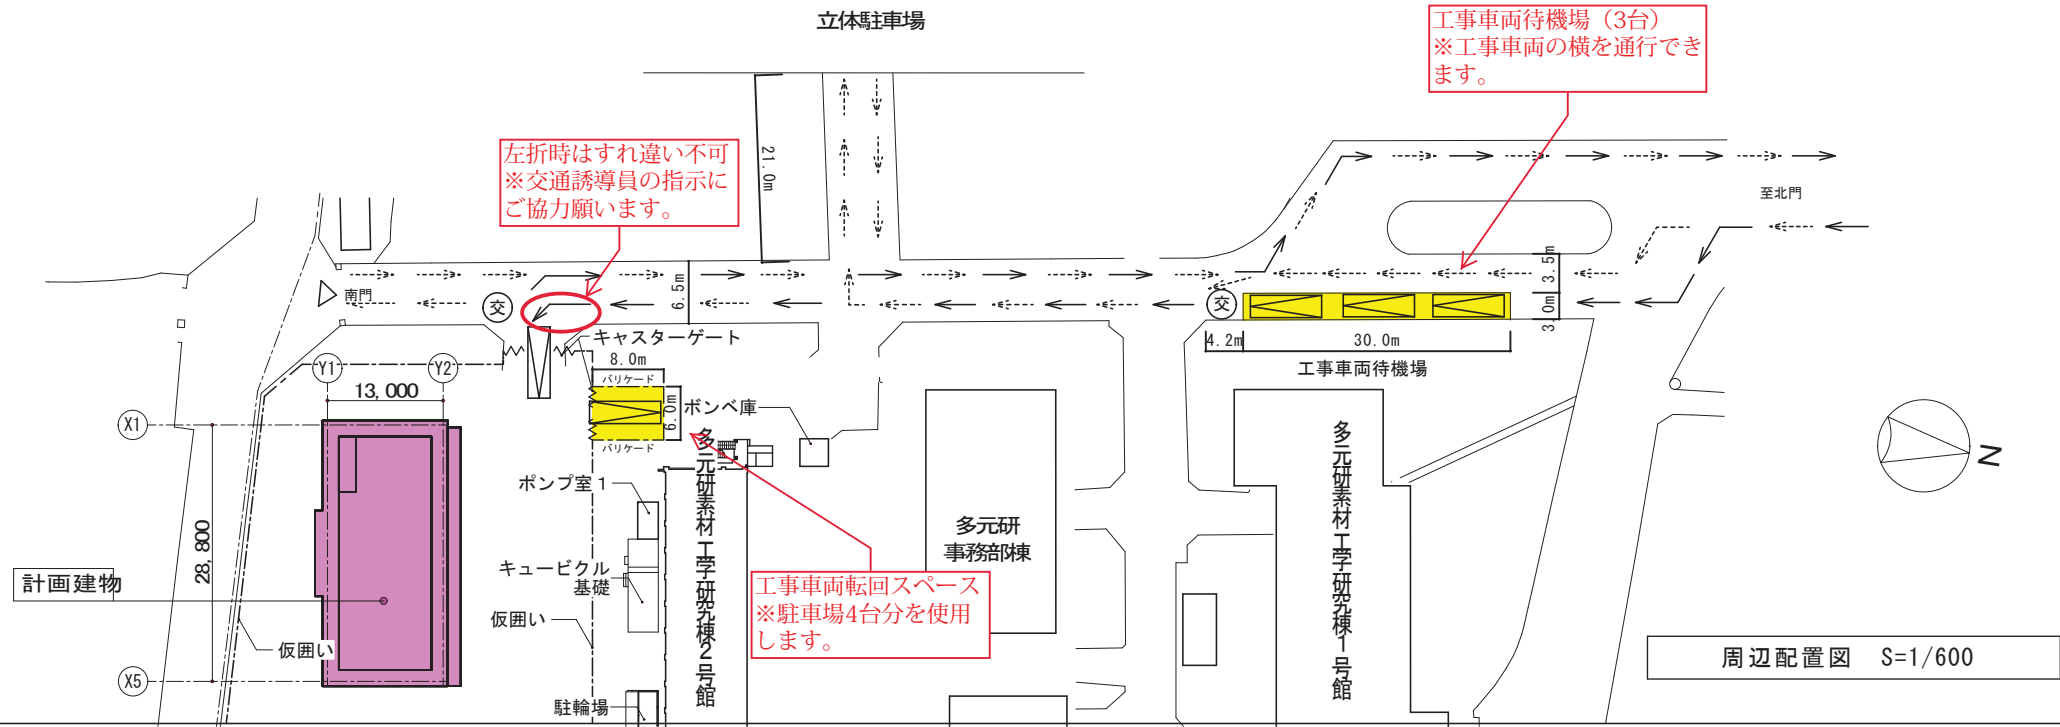 立体駐車場
工事車両待機場（3台）
※工事車両の横を通行でき
ます。
左折時はすれ違い不可
※交通誘導員の指示に
ご協力願います。
21.0m
至北門
南門
交
6.5m
交
3.5m
3.0m
4.2m
30.0m
工事車両待機場
キャスターゲート
8.0m
バリケード
6.0m
バリケード
ボンベ庫
Y1
Y2
13,000
X1
28,800
X5
計画建物
仮囲い
ポンプ室1
キュービクル
基礎
仮囲い
駐輪場
多元研素材工学研究棟2号館
工事車両転回スペース
※駐車場4台分を使用
します。
多元研
事務部棟
多元研素材工学研究棟1号館
N
周辺配置図 S=1/600